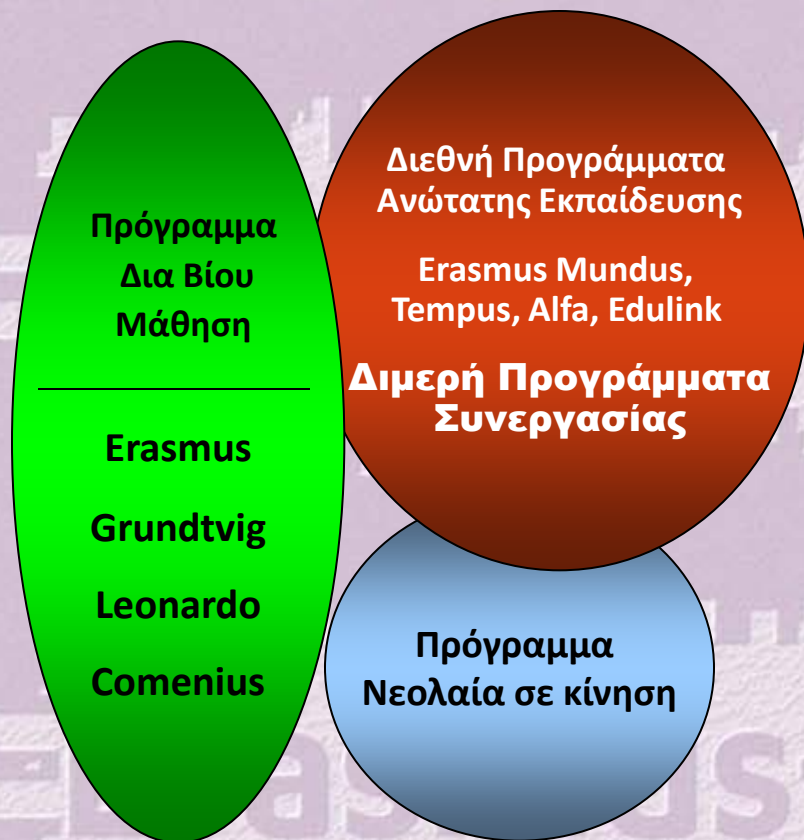 Πρόγραμμα
Δια Βίου
Μάθηση
Erasmus
Grundtvig
Leonardo
Comenius
Διεθνή Προγράμματα
Ανώτατης Εκπαίδευσης
Erasmus Mundus,
Tempus, Alfa, Edulink
Διμερή Προγράμματα
Συνεργασίας
Πρόγραμμα
Νεολαία σε κίνηση